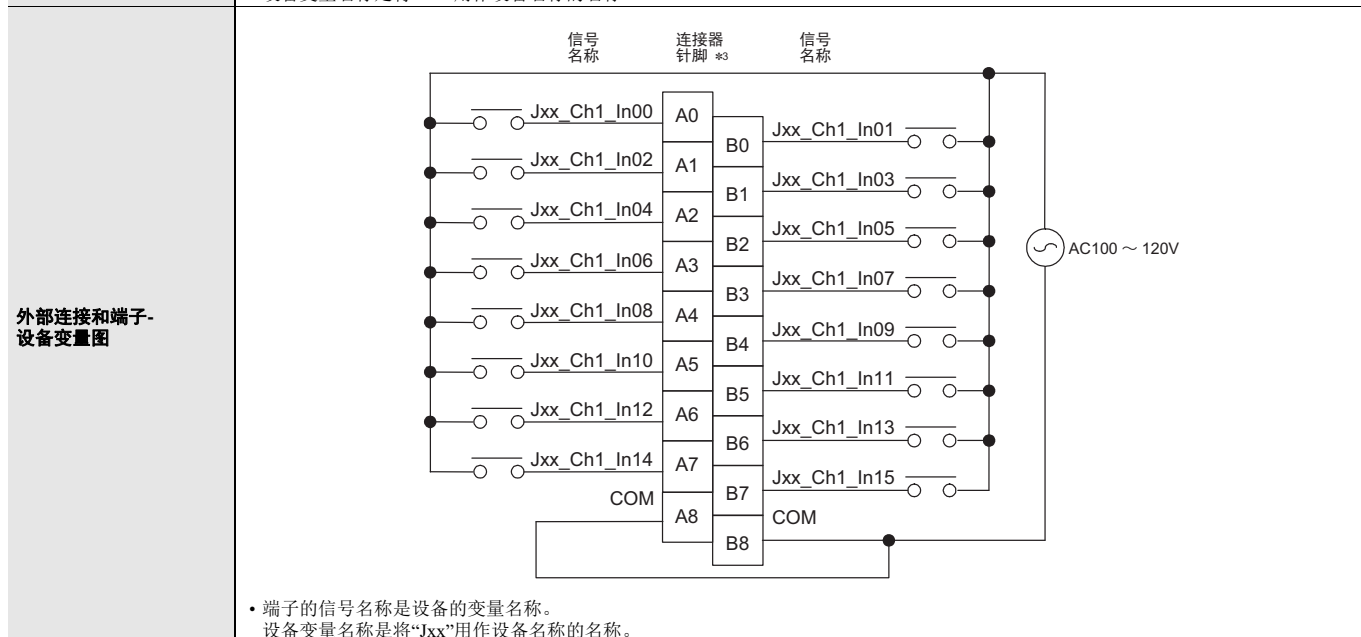 外部连接和端子-
设备变量图
信号
名称
连接器
针脚 *3
信号
名称
Jxx_Ch1_In00
A0
B0
Jxx_Ch1_In01
Jxx_Ch1_In02
A1
B1
Jxx_Ch1_In03
Jxx_Ch1_In04
A2
B2
Jxx_Ch1_In05
Jxx_Ch1_In06
A3
B3
Jxx_Ch1_In07
Jxx_Ch1_In08
A4
B4
Jxx_Ch1_In09
Jxx_Ch1_In10
A5
B5
Jxx_Ch1_In11
Jxx_Ch1_In12
A6
B6
Jxx_Ch1_In13
Jxx_Ch1_In14
A7
B7
Jxx_Ch1_In15
COM
A8
B8
COM
AC100 ～ 120V
• 端子的信号名称是设备的变量名称。
设备变量名称是将“Jxx”用作设备名称的名称。